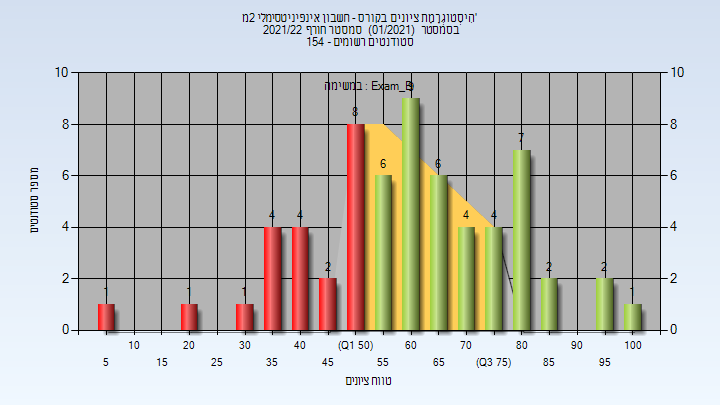 'הִיסְטוֹגְרָמַת ציונים בקורס - חשבון אינפיניטסימלי 2מ
בסמסטר (01/2021) סמסטר חורף 2021/22
סטודנטים רשומים - 154
במשימה : Exam_B
10 10
8 8
6 6
4 4
2 2
0 0
1 1 1 4 4 2 8 6 9 6 4 4 7 2 2 1
מספר סטודנטים
10 20 30 40 (Q1 50) 60 70 80 90 100
5 15 25 35 45 55 65 (Q3 75) 85 95
טווח ציונים